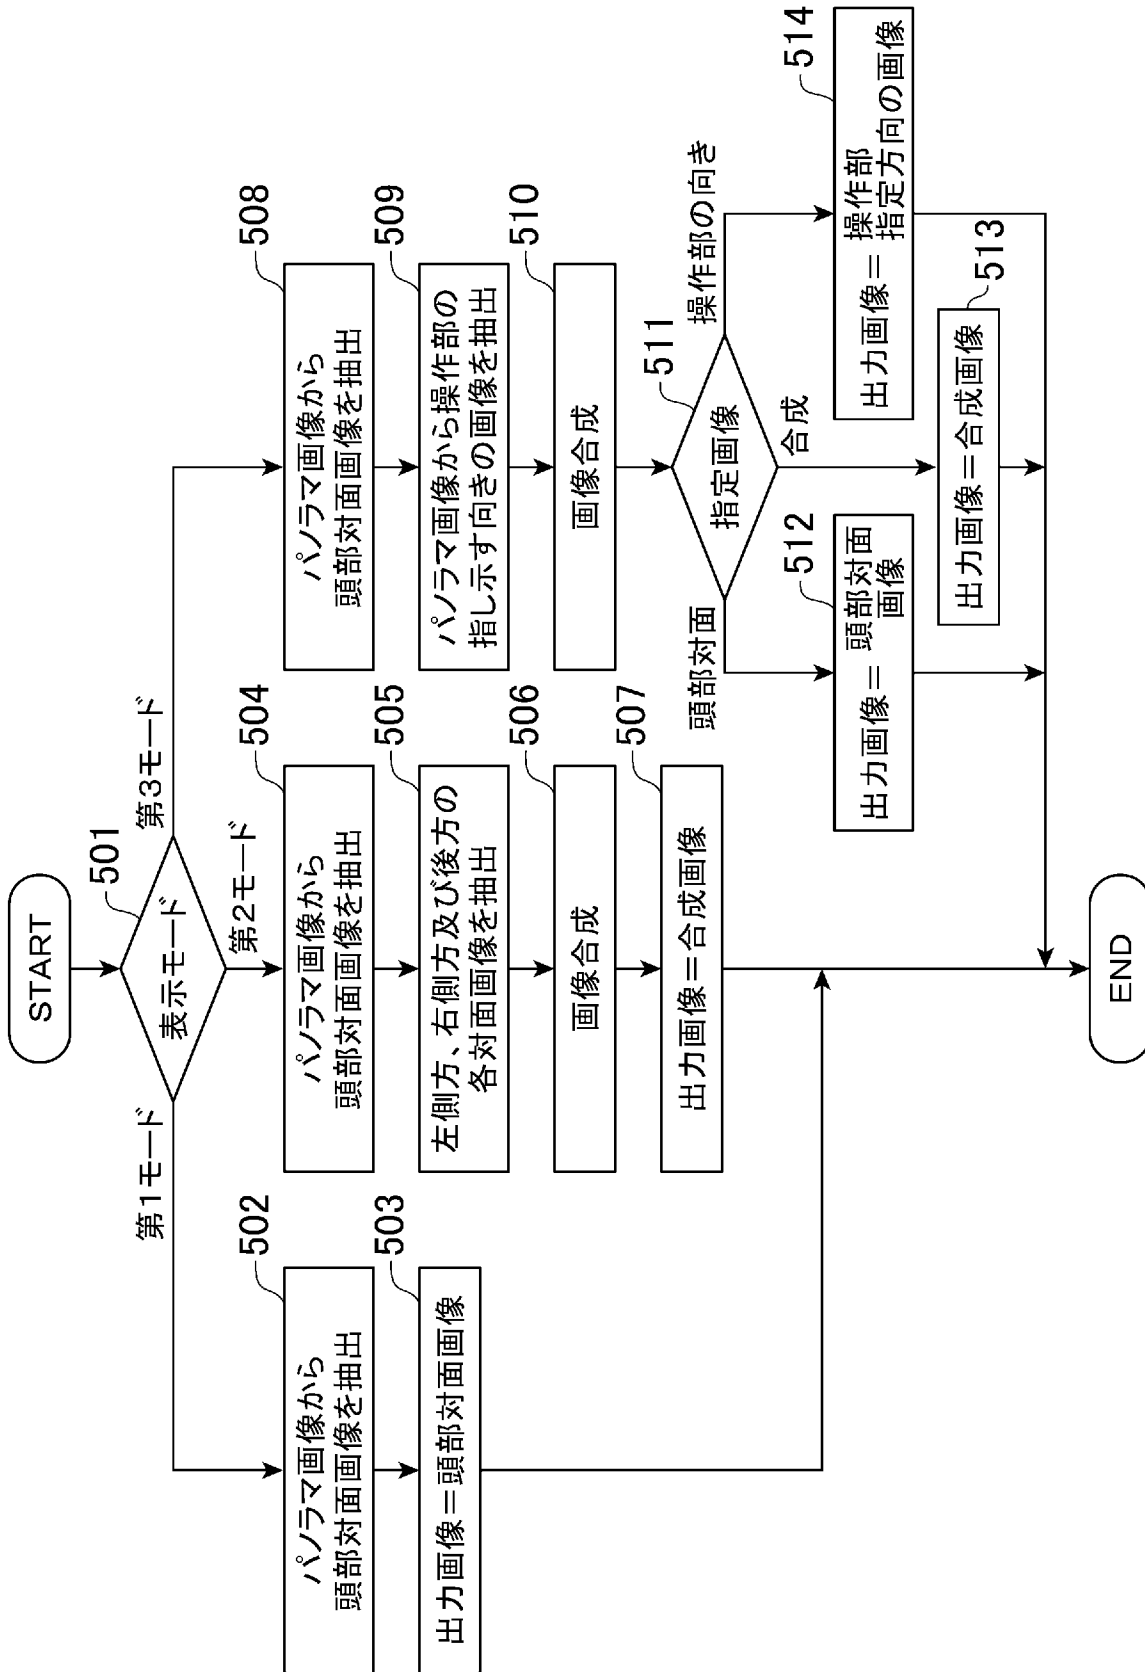 START
501
表示モード
第1モード
第2モード
第3モード
502
パノラマ画像から
頭部対面画像を抽出
503
出力画像＝頭部対面画像
504
パノラマ画像から
頭部対面画像を抽出
505
左側方、右側方及び後方の
各対面画像を抽出
506
画像合成
507
出力画像＝合成画像
508
パノラマ画像から
頭部対面画像を抽出
509
パノラマ画像から操作部の
指し示す向きの画像を抽出
510
画像合成
511
指定画像
頭部対面
合成
操作部の向き
512
出力画像＝頭部対面
画像
513
出力画像＝合成画像
514
出力画像＝操作部
指定方向の画像
END